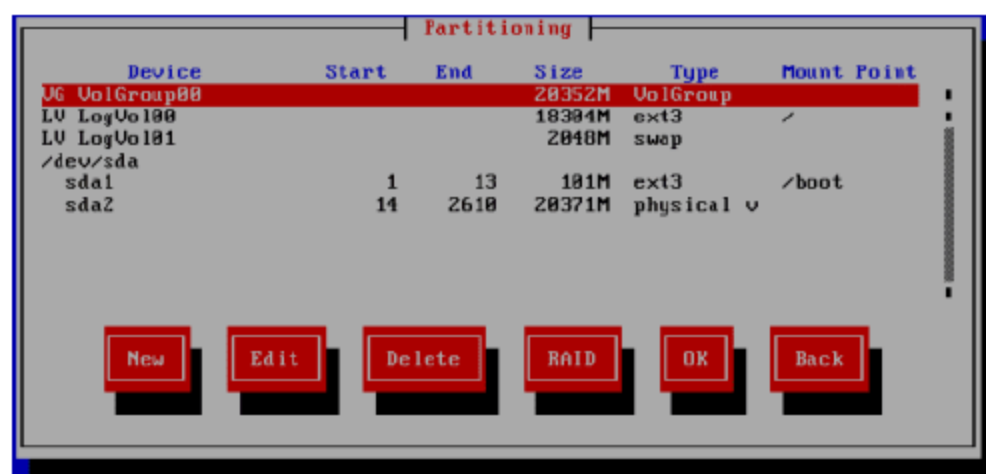 Partitioning
Device Start End Size Type Mount Point
VG VolGroup00 20352M VolGroup
LV LogVol00 18304M ext3 /
LV LogVol01 2048M swap
/dev/sda
sda1 1 13 101M ext3 /boot
sda2 14 2610 20371M physical v
New Edit Delete RAID OK Back